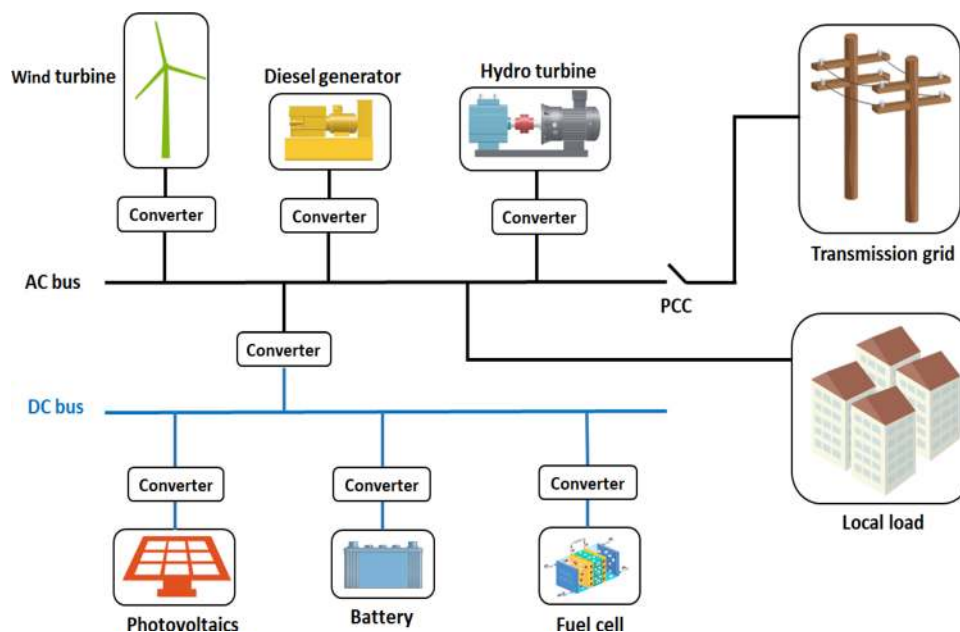 Wind turbine
Diesel generator
Hydro turbine
Converter
Converter
Converter
Transmission grid
AC bus
PCC
Converter
DC bus
Converter
Converter
Converter
Local load
Photovoltaics
Battery
Fuel cell